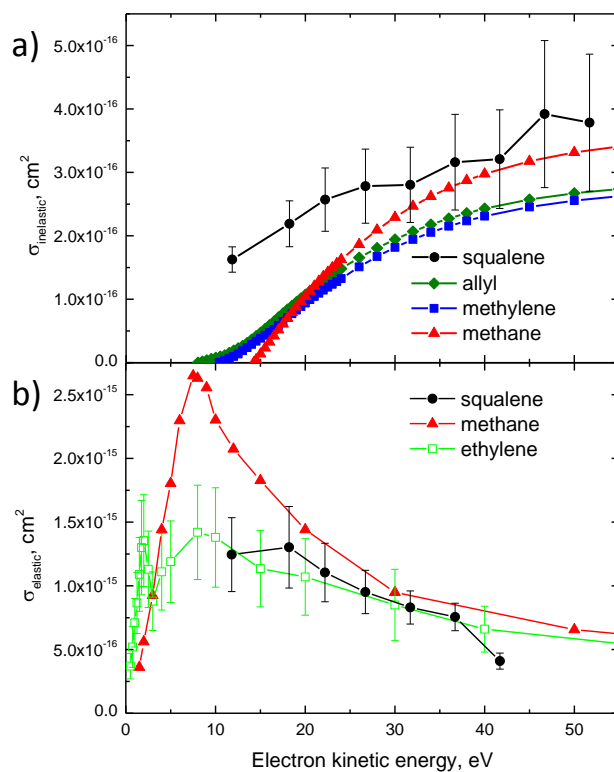 a)
5.0x10⁻¹⁶
4.0x10⁻¹⁶
3.0x10⁻¹⁶
2.0x10⁻¹⁶
1.0x10⁻¹⁶
0.0
σinelastic, cm²
squalene
allyl
methylene
methane
b)
2.5x10⁻¹⁵
2.0x10⁻¹⁵
1.5x10⁻¹⁵
1.0x10⁻¹⁵
5.0x10⁻¹⁶
0.0
σelastic, cm²
squalene
methane
ethylene
0 10 20 30 40 50
Electron kinetic energy, eV